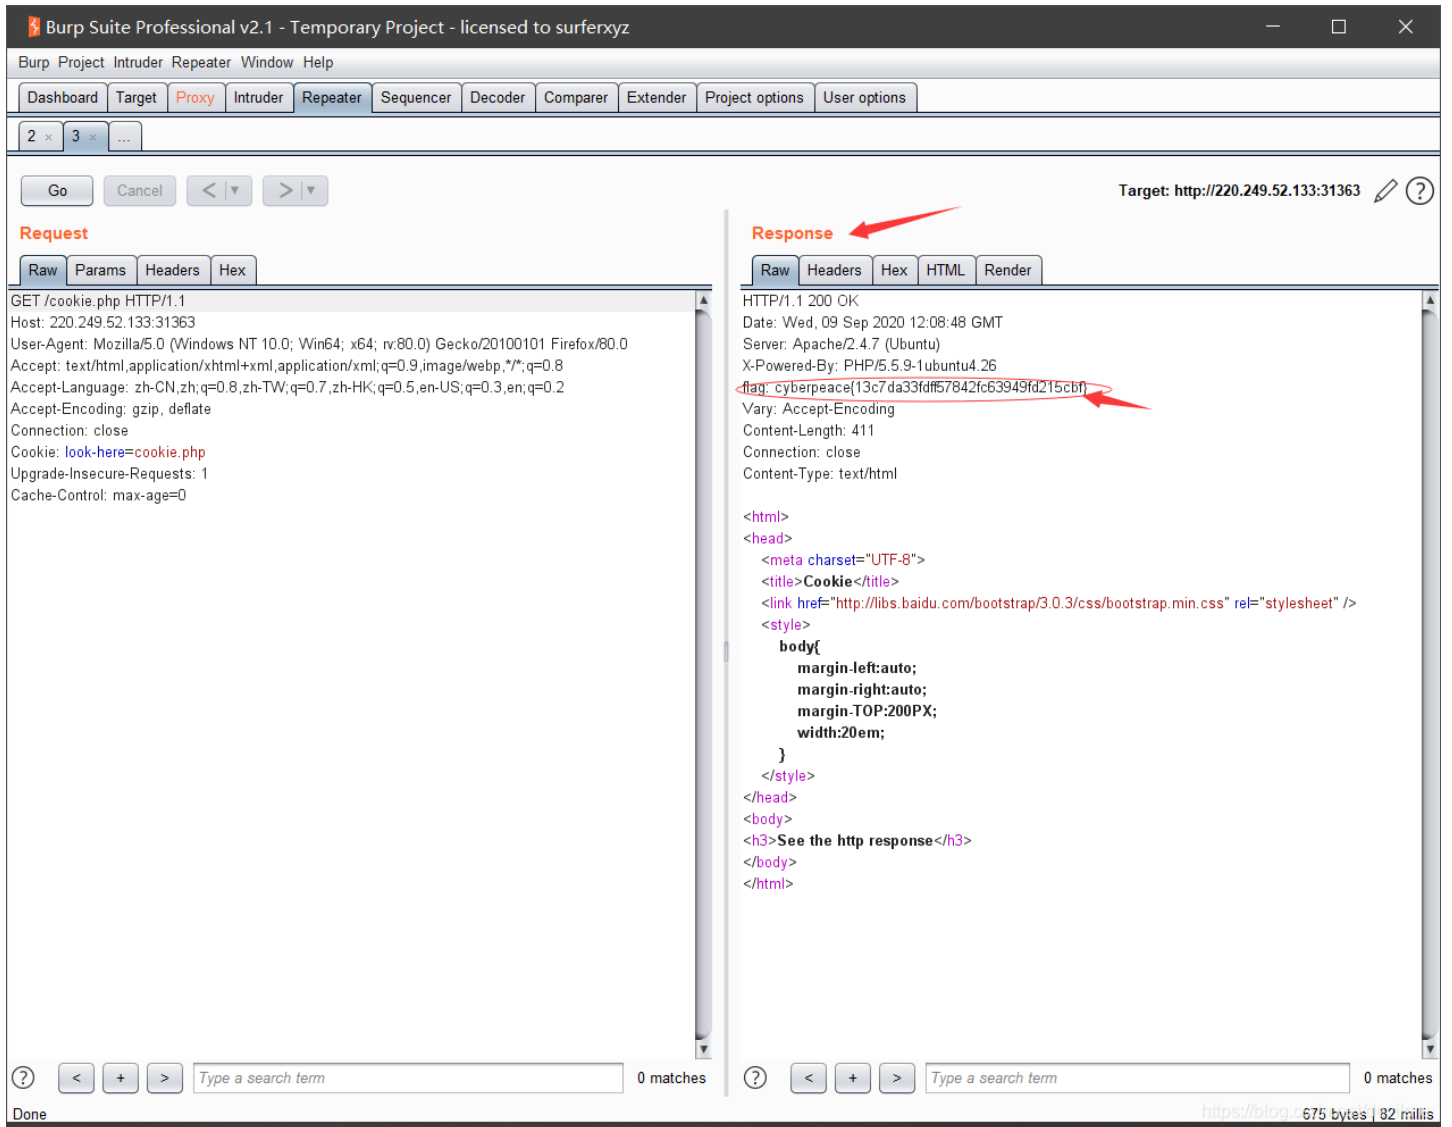 Burp Suite Professional v2.1 - Temporary Project - licensed to surferxyz
Burp Project Intruder Repeater Window Help
Dashboard Target Proxy Intruder Repeater Sequencer Decoder Comparer Extender Project options User options
2 × 3 × ...
Go Cancel < > Target: http://220.249.52.133:31363
Request
Raw Params Headers Hex
GET /cookie.php HTTP/1.1
Host: 220.249.52.133:31363
User-Agent: Mozilla/5.0 (Windows NT 10.0; Win64; x64; rv:80.0) Gecko/20100101 Firefox/80.0
Accept: text/html,application/xhtml+xml,application/xml;q=0.9,image/webp,*/*;q=0.8
Accept-Language: zh-CN,zh;q=0.8,zh-TW;q=0.7,zh-HK;q=0.5,en-US;q=0.3,en;q=0.2
Accept-Encoding: gzip, deflate
Connection: close
Cookie: look-here=cookie.php
Upgrade-Insecure-Requests: 1
Cache-Control: max-age=0
? < + > Type a search term 0 matches
Response
Raw Headers Hex HTML Render
HTTP/1.1 200 OK
Date: Wed, 09 Sep 2020 12:08:48 GMT
Server: Apache/2.4.7 (Ubuntu)
X-Powered-By: PHP/5.5.9-1ubuntu4.26
flag: cyberpeace{13c7da33fdff57842fc63949fd215cbf}
Vary: Accept-Encoding
Content-Length: 411
Connection: close
Content-Type: text/html
<html>
<head>
<meta charset="UTF-8">
<title>Cookie</title>
<link href="http://libs.baidu.com/bootstrap/3.0.3/css/bootstrap.min.css" rel="stylesheet" />
<style>
body{
margin-left:auto;
margin-right:auto;
margin-TOP:200PX;
width:20em;
}
</style>
</head>
<body>
<h3>See the http response</h3>
</body>
</html>
? < + > Type a search term 0 matches
Done
675 bytes | 82 millis